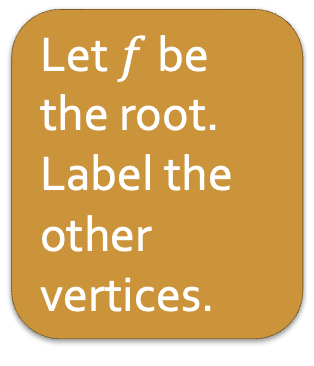 Let f be
the root.
Label the
other
vertices.